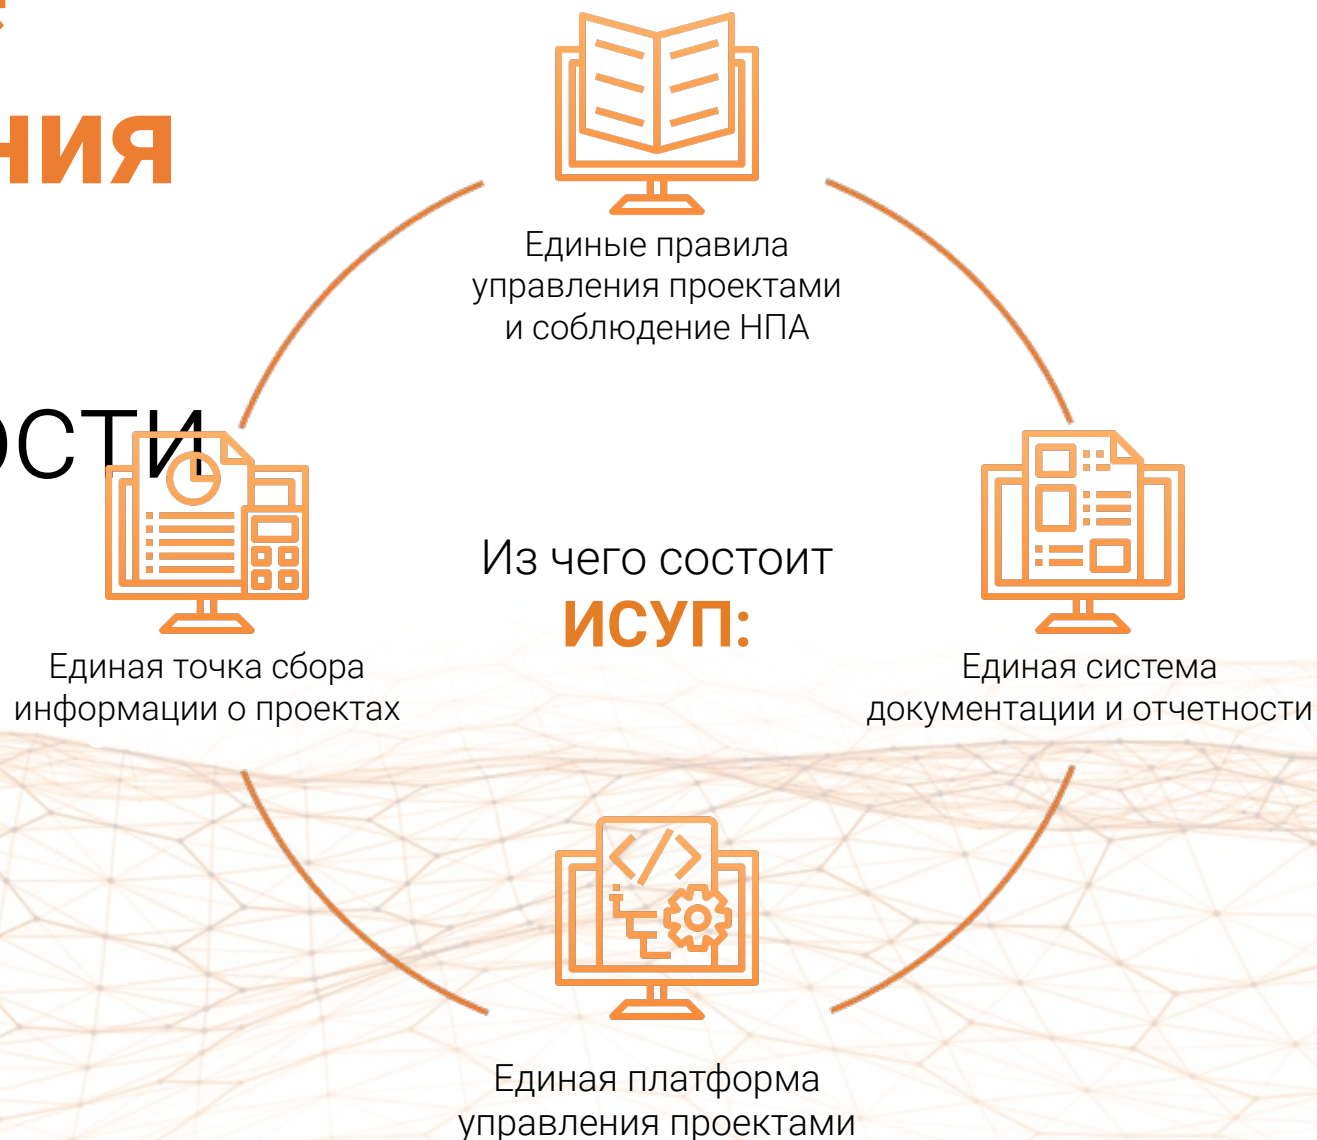 ния
Единые правила
управления проектами
и соблюдение НПА
ости
Из чего состоит
ИСУП:
Единая точка сбора
информации о проектах
Единая система
документации и отчетности
Единая платформа
управления проектами